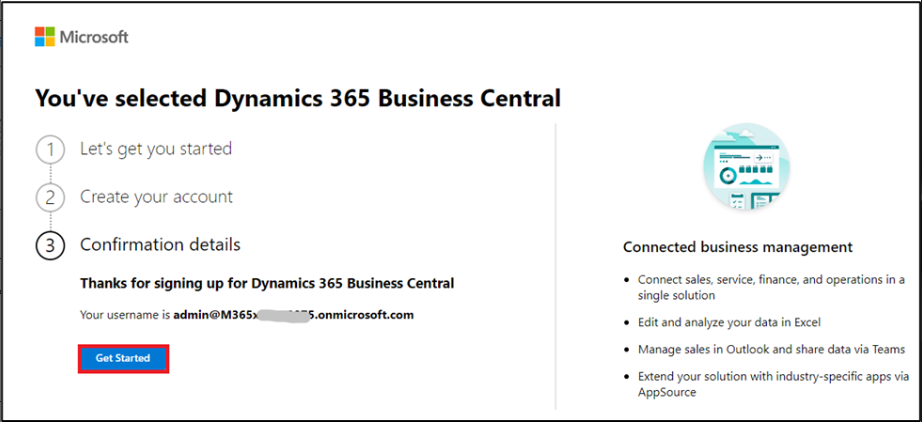 Microsoft
You've selected Dynamics 365 Business Central
1 Let's get you started
2 Create your account
3 Confirmation details
Thanks for signing up for Dynamics 365 Business Central
Your username is admin@M365x .onmicrosoft.com
Get Started
Connected business management
Connect sales, service, finance, and operations in a
single solution
Edit and analyze your data in Excel
Manage sales in Outlook and share data via Teams
Extend your solution with industry-specific apps via
AppSource